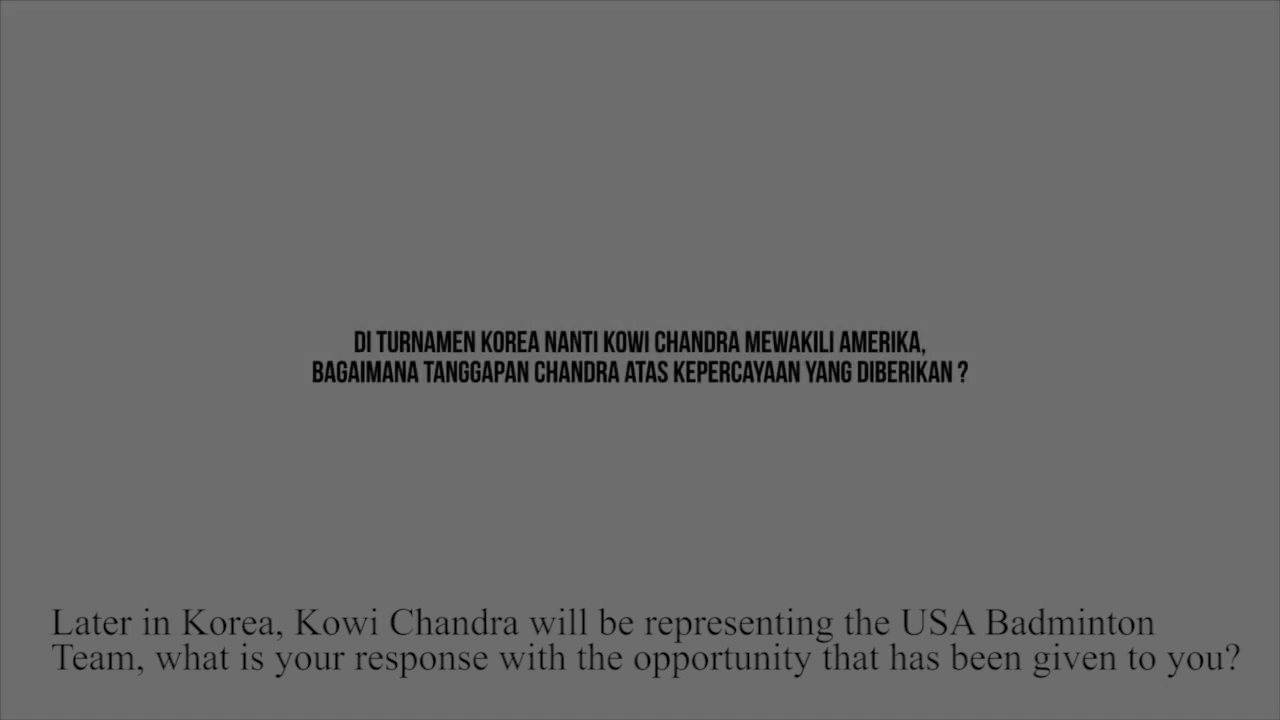 DI TURNAMEN KOREA NANTI KOWI CHANDRA MEWAKILI AMERIKA,
BAGAIMANA TANGGAPAN CHANDRA ATAS KEPERCAYAAN YANG DIBERIKAN ?
Later in Korea, Kowi Chandra will be representing the USA Badminton
Team, what is your response with the opportunity that has been given to you?